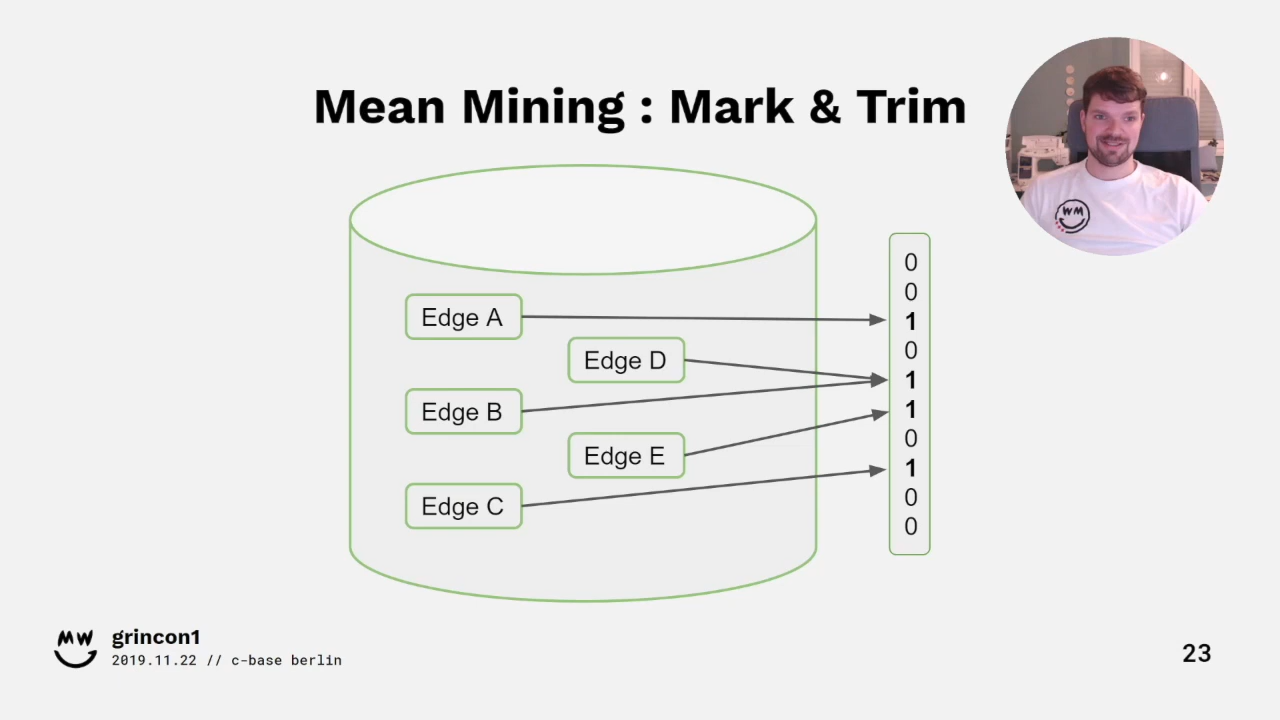 Mean Mining : Mark & Trim
WM
Edge A
Edge D
Edge B
Edge E
Edge C
0
0
1
0
1
1
0
1
0
0
MW
grincon1
2019.11.22 // c-base berlin
23